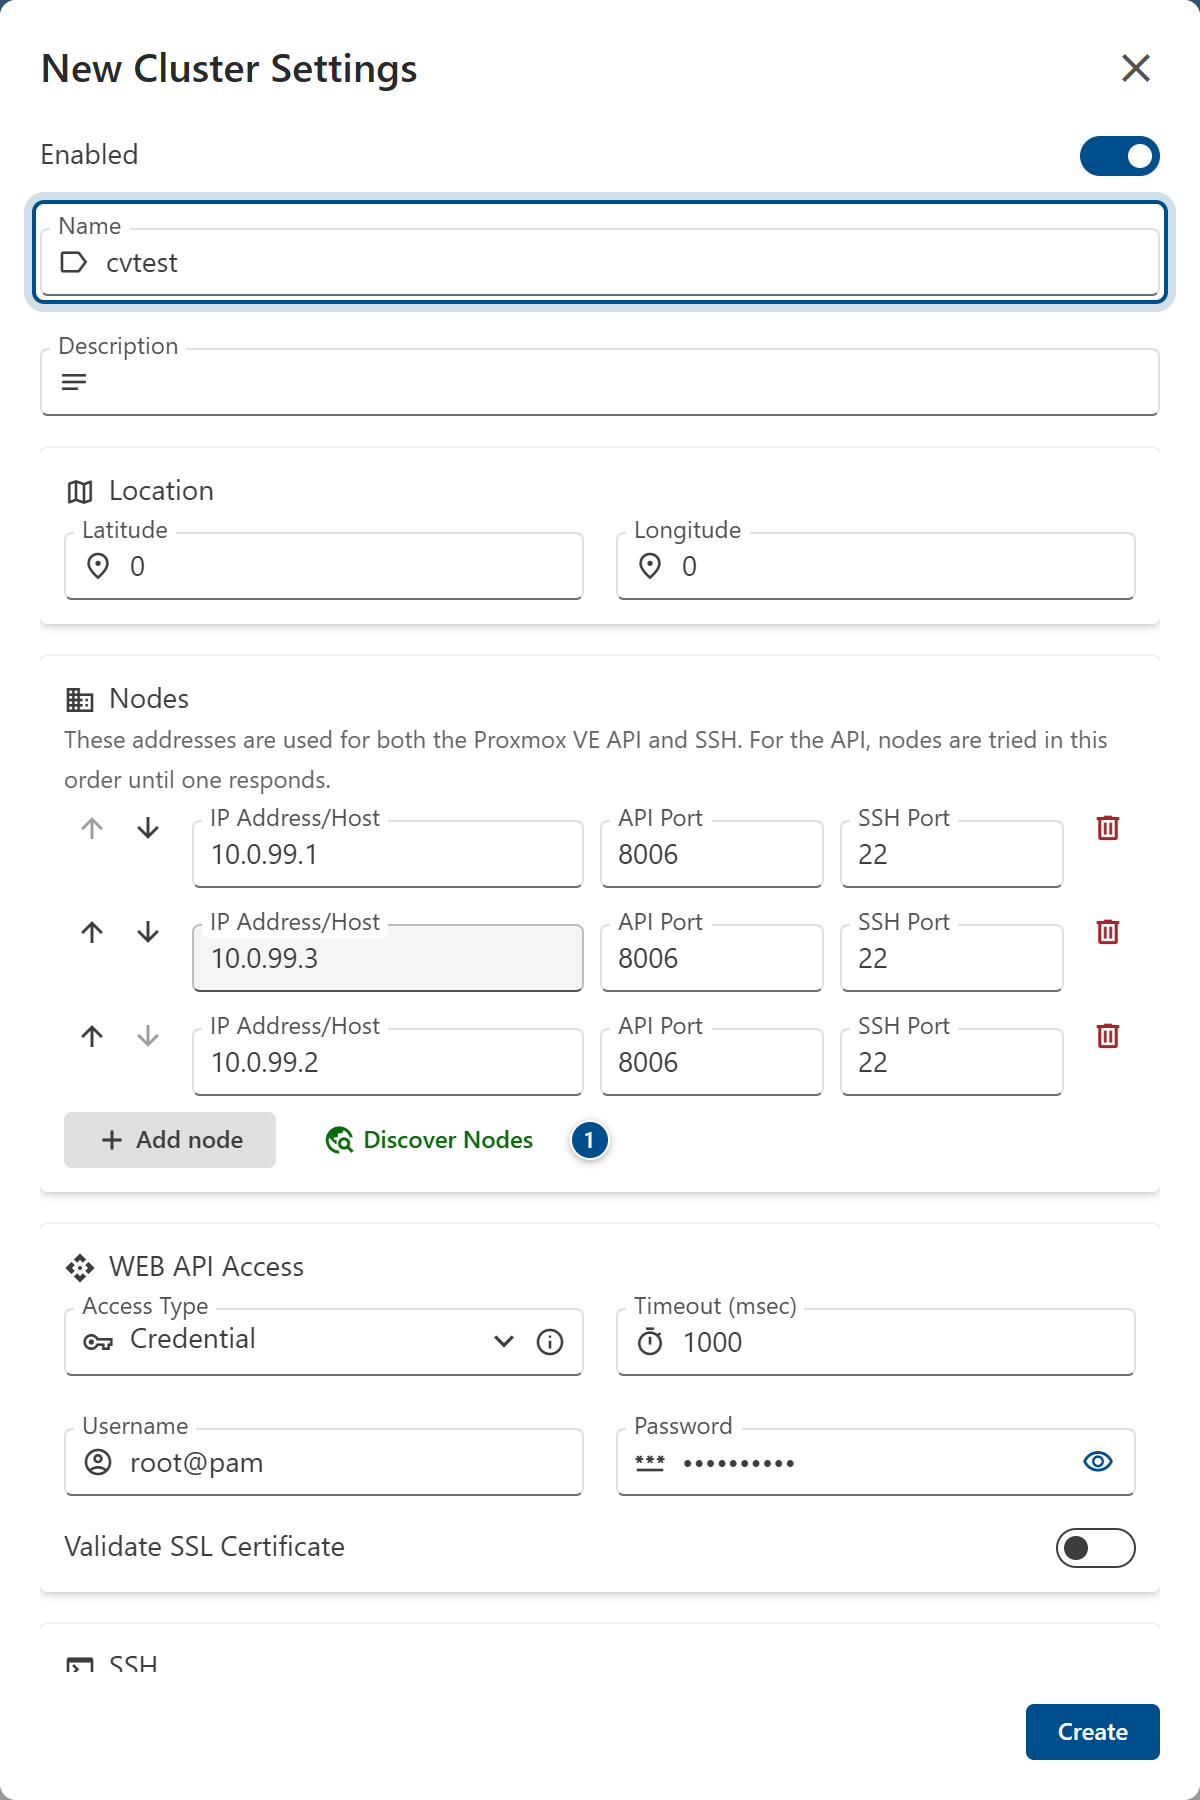 New Cluster Settings
Enabled
Name
cvtest
Description
Location
Latitude
0
Longitude
0
Nodes
These addresses are used for both the Proxmox VE API and SSH. For the API, nodes are tried in this
order until one responds.
IP Address/Host
10.0.99.1
API Port
8006
SSH Port
22
IP Address/Host
10.0.99.3
API Port
8006
SSH Port
22
IP Address/Host
10.0.99.2
API Port
8006
SSH Port
22
Add node
Discover Nodes
1
WEB API Access
Access Type
Credential
Timeout (msec)
1000
Username
root@pam
Password
••••••••••
Validate SSL Certificate
SSH
Create